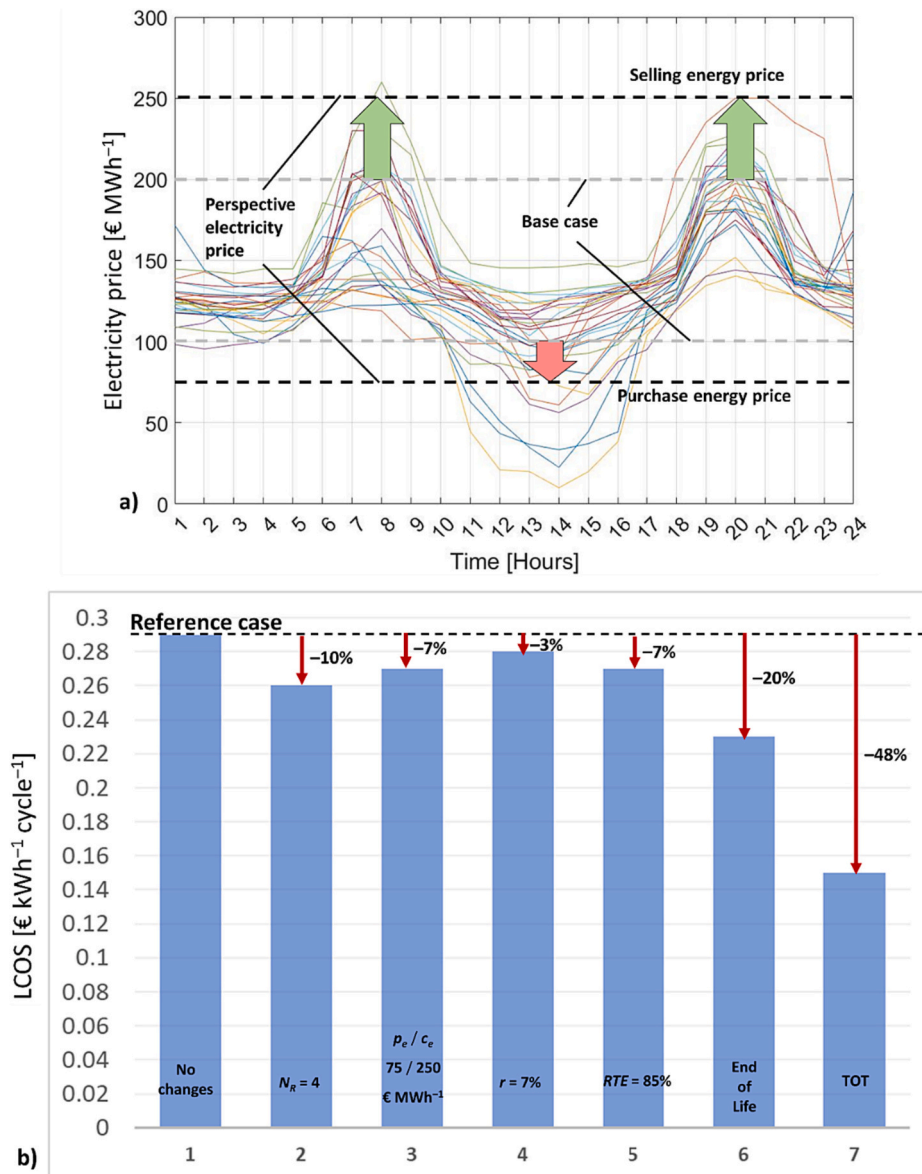 300
250
200
150
100
50
0
Electricity price [€ MWh⁻¹]
Selling energy price
Perspective
electricity
price
Base case
Purchase energy price
a)
1 2 3 4 5 6 7 8 9 10 11 12 13 14 15 16 17 18 19 20 21 22 23 24
Time [Hours]
0.3
0.28
0.26
0.24
0.22
0.2
0.18
0.16
0.14
0.12
0.1
0.08
0.06
0.04
0.02
0
LCOS [€ kWh⁻¹ cycle⁻¹]
Reference case
–10%
–7%
–3%
–7%
–20%
–48%
No
changes
N_R = 4
p_e / c_e
75 / 250
€ MWh⁻¹
r = 7%
RTE = 85%
End
of
Life
TOT
b)
1 2 3 4 5 6 7